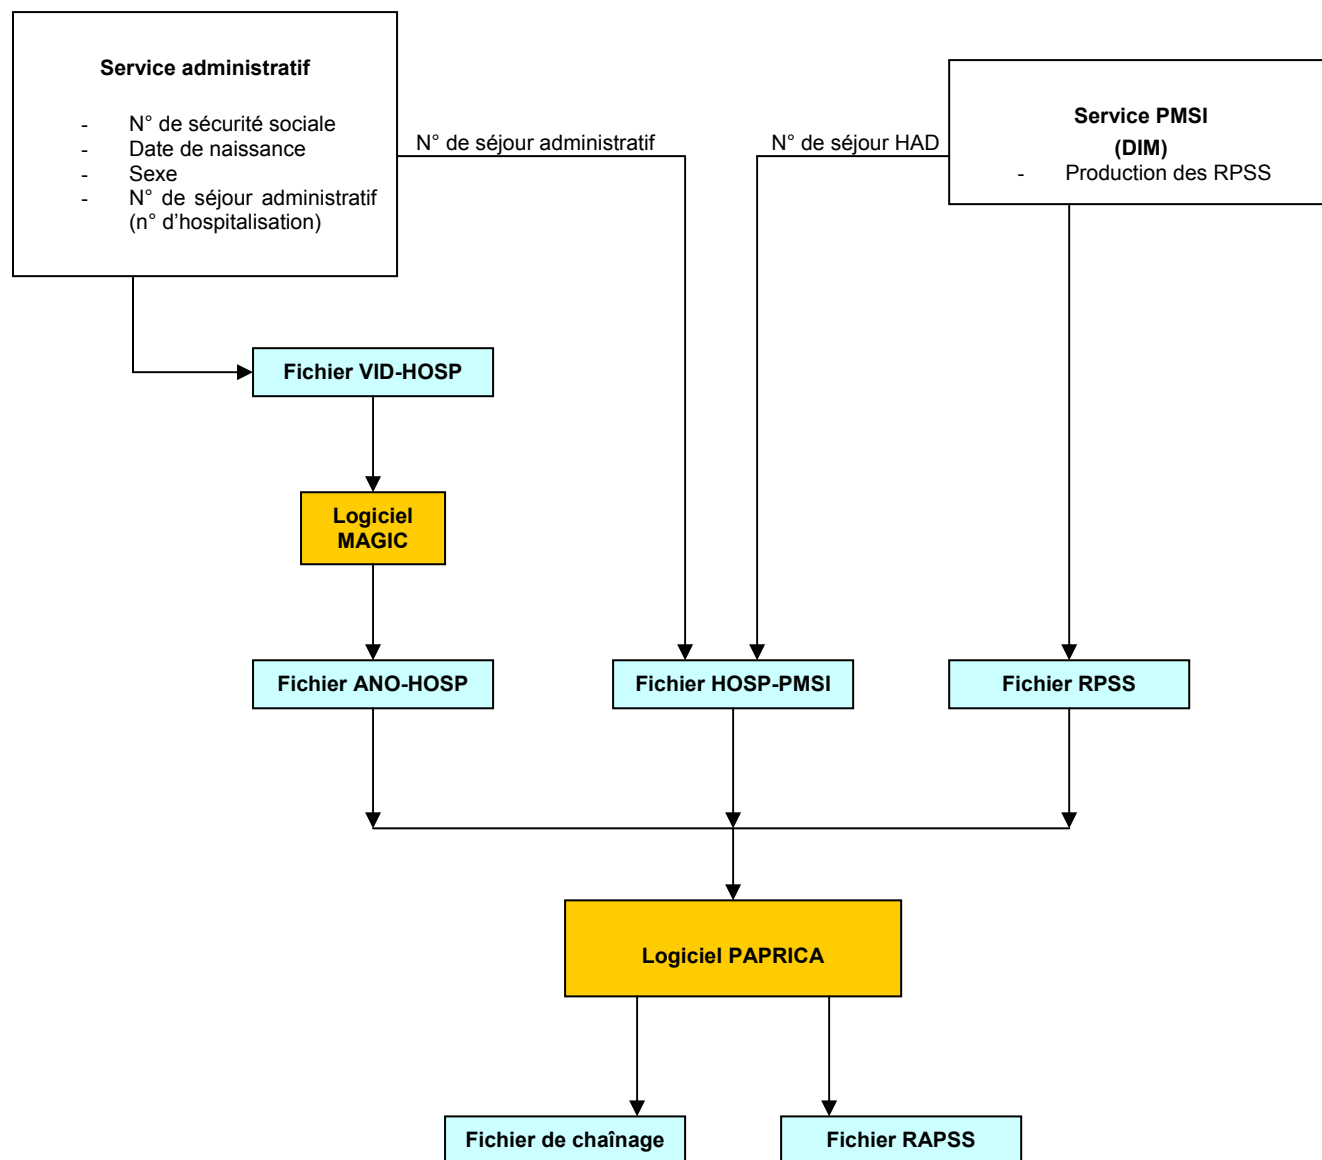 Service administratif
- N° de sécurité sociale
- Date de naissance
- Sexe
- N° de séjour administratif
(n° d'hospitalisation)
N° de séjour administratif
N° de séjour HAD
Service PMSI
(DIM)
- Production des RPSS
Fichier VID-HOSP
Logiciel
MAGIC
Fichier ANO-HOSP
Fichier HOSP-PMSI
Fichier RPSS
Logiciel PAPRICA
Fichier de chaînage
Fichier RAPSS